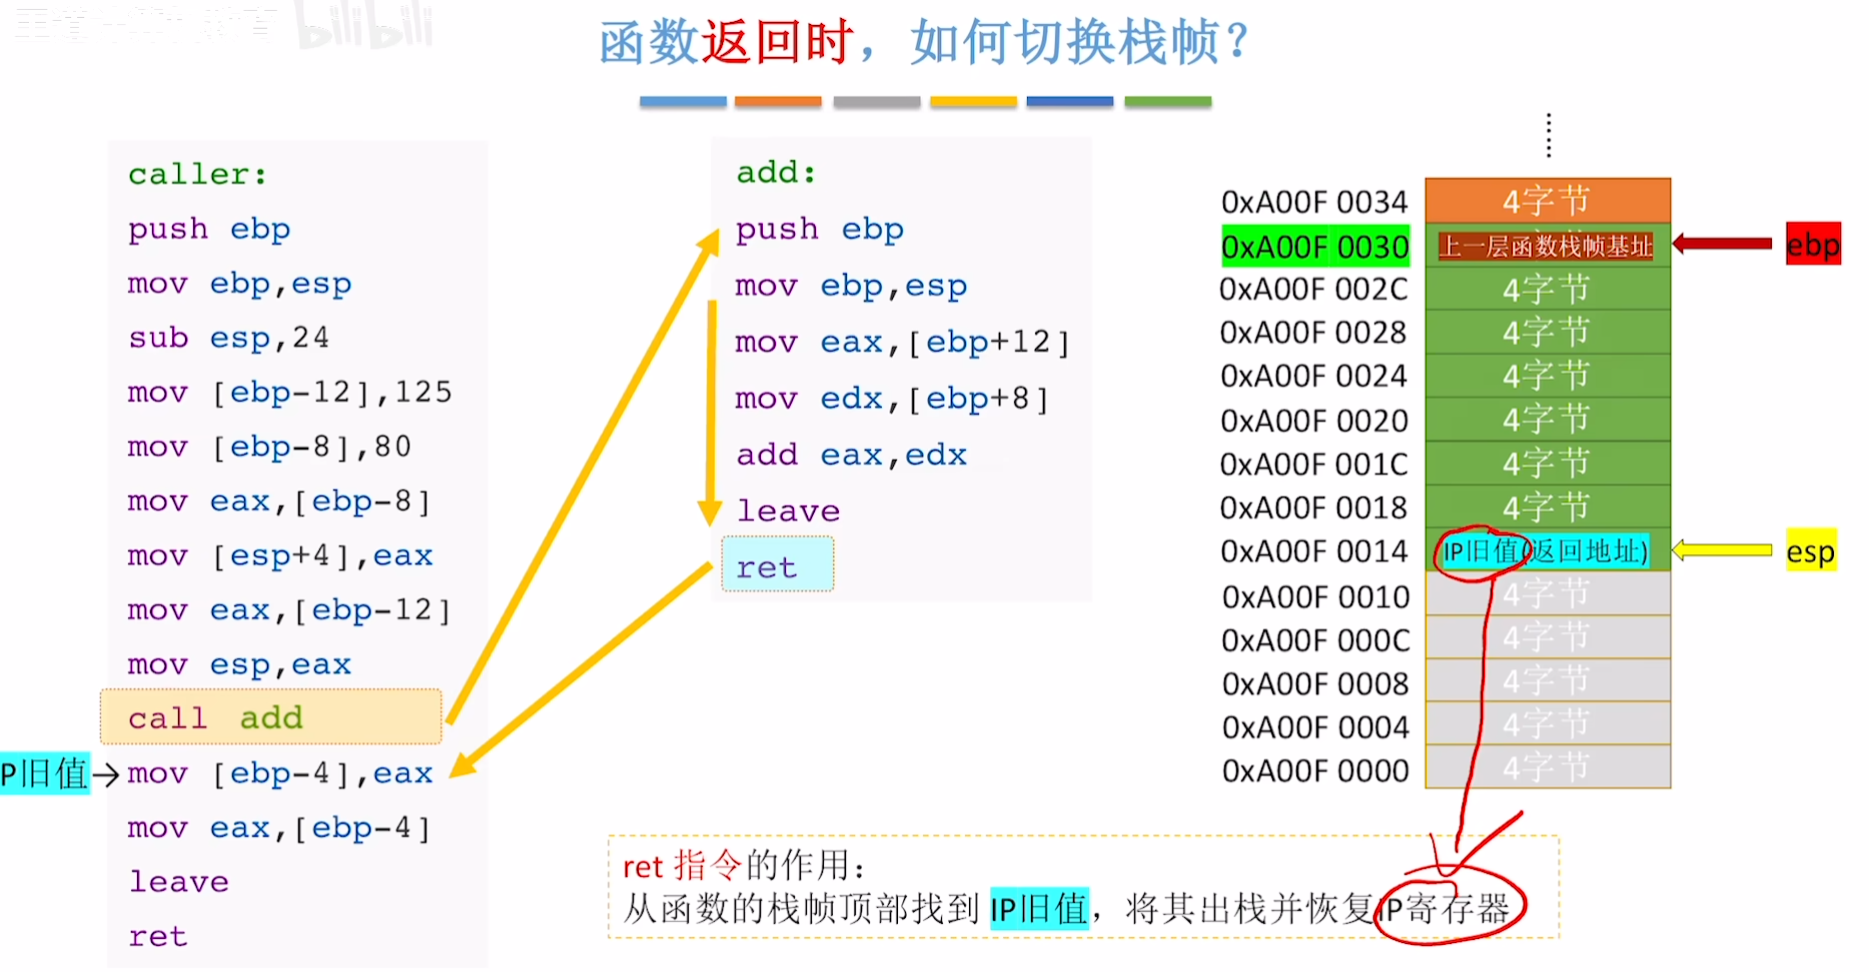 bilibili
函数返回时，如何切换栈帧？
caller:
push ebp
mov ebp,esp
sub esp,24
mov [ebp-12],125
mov [ebp-8],80
mov eax,[ebp-8]
mov [esp+4],eax
mov eax,[ebp-12]
mov esp,eax
call add
P旧值→mov [ebp-4],eax
mov eax,[ebp-4]
leave
ret
add:
push ebp
mov ebp,esp
mov eax,[ebp+12]
mov edx,[ebp+8]
add eax,edx
leave
ret
0xA00F 0034 4字节
0xA00F 0030 上一层函数栈帧基址 ebp
0xA00F 002C 4字节
0xA00F 0028 4字节
0xA00F 0024 4字节
0xA00F 0020 4字节
0xA00F 001C 4字节
0xA00F 0018 4字节
0xA00F 0014 IP旧值(返回地址) esp
0xA00F 0010 4字节
0xA00F 000C 4字节
0xA00F 0008 4字节
0xA00F 0004 4字节
0xA00F 0000 4字节
ret 指令的作用：
从函数的栈帧顶部找到 IP旧值，将其出栈并恢复IP寄存器